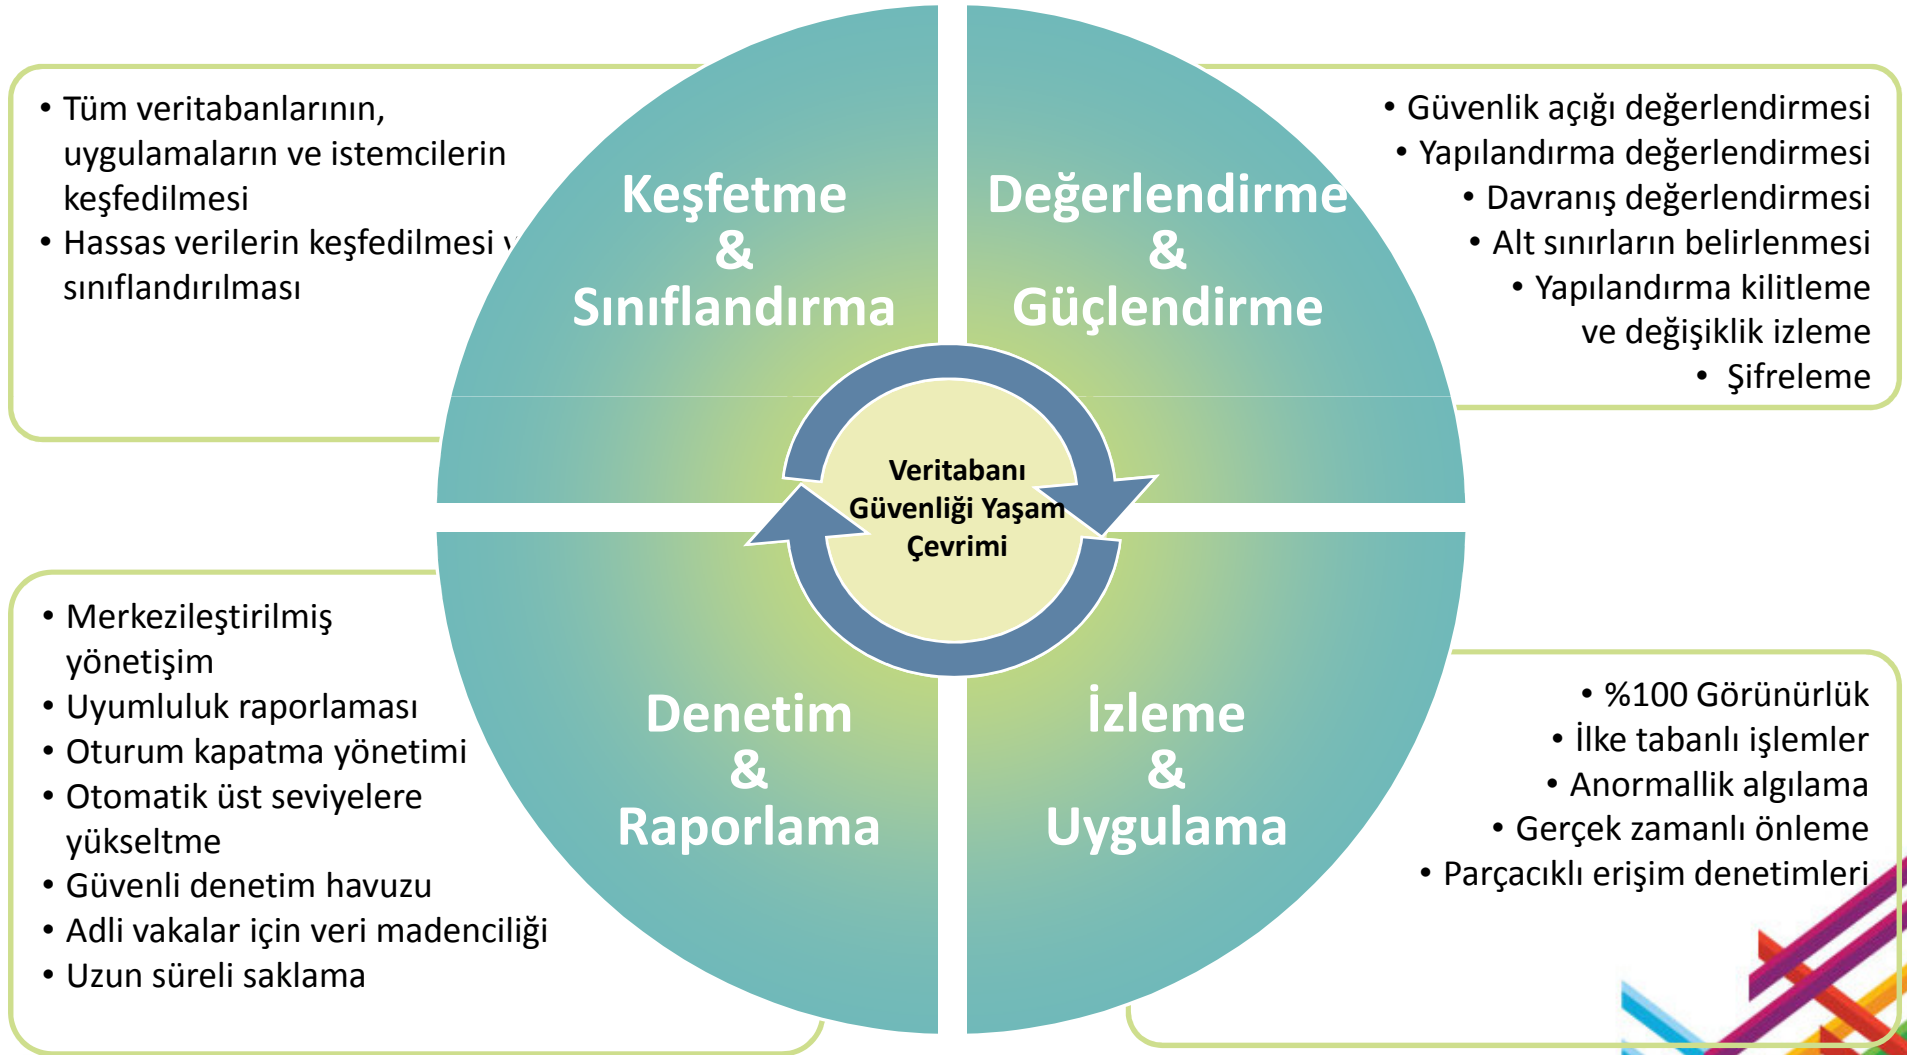 • Tüm veritabanlarının,
uygulamaların ve istemcilerin
keşfedilmesi
• Hassas verilerin keşfedilmesi
sınıflandırılması
Keşfetme
&
Sınıflandırma
Değerlendirme
&
Güçlendirme
• Güvenlik açığı değerlendirmesi
• Yapılandırma değerlendirmesi
• Davranış değerlendirmesi
• Alt sınırların belirlenmesi
• Yapılandırma kilitleme
ve değişiklik izleme
• Şifreleme
Veritabanı
Güvenliği Yaşam
Çevrimi
• Merkezileştirilmiş
yönetişim
• Uyumluluk raporlaması
• Oturum kapatma yönetimi
• Otomatik üst seviyelere
yükseltme
• Güvenli denetim havuzu
• Adli vakalar için veri madenciliği
• Uzun süreli saklama
Denetim
&
Raporlama
İzleme
&
Uygulama
• %100 Görünürlük
• İlke tabanlı işlemler
• Anormallik algılama
• Gerçek zamanlı önleme
• Parçacıklı erişim denetimleri